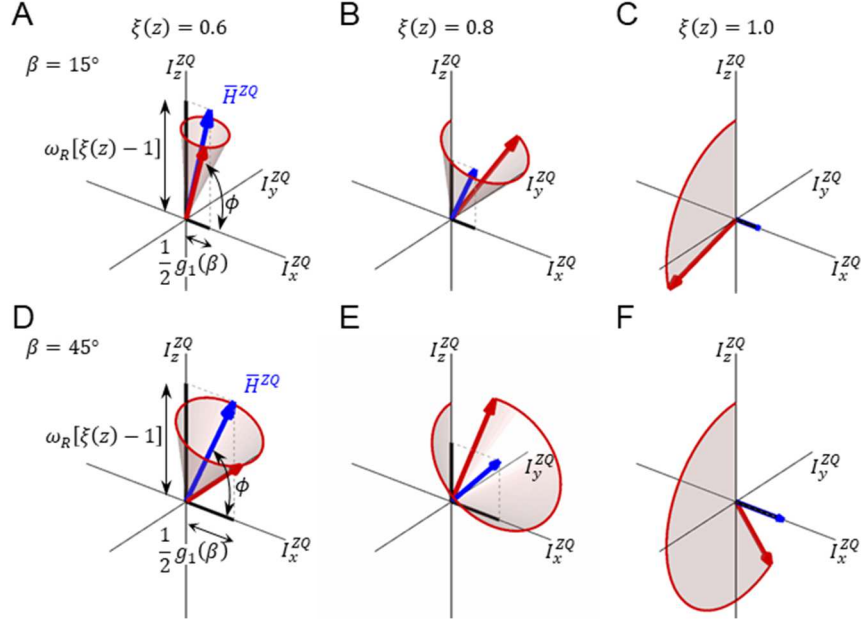 A
B
C
ξ(z) = 0.6
ξ(z) = 0.8
ξ(z) = 1.0
β = 15°
I_z^{ZQ}
H̅^{ZQ}
ω_R[ξ(z) − 1]
I_y^{ZQ}
ϕ
1/2 g_1(β)
I_x^{ZQ}
I_z^{ZQ}
I_y^{ZQ}
I_x^{ZQ}
I_z^{ZQ}
I_y^{ZQ}
I_x^{ZQ}
D
E
F
β = 45°
I_z^{ZQ}
H̅^{ZQ}
ω_R[ξ(z) − 1]
I_y^{ZQ}
ϕ
1/2 g_1(β)
I_x^{ZQ}
I_z^{ZQ}
I_y^{ZQ}
I_x^{ZQ}
I_z^{ZQ}
I_y^{ZQ}
I_x^{ZQ}